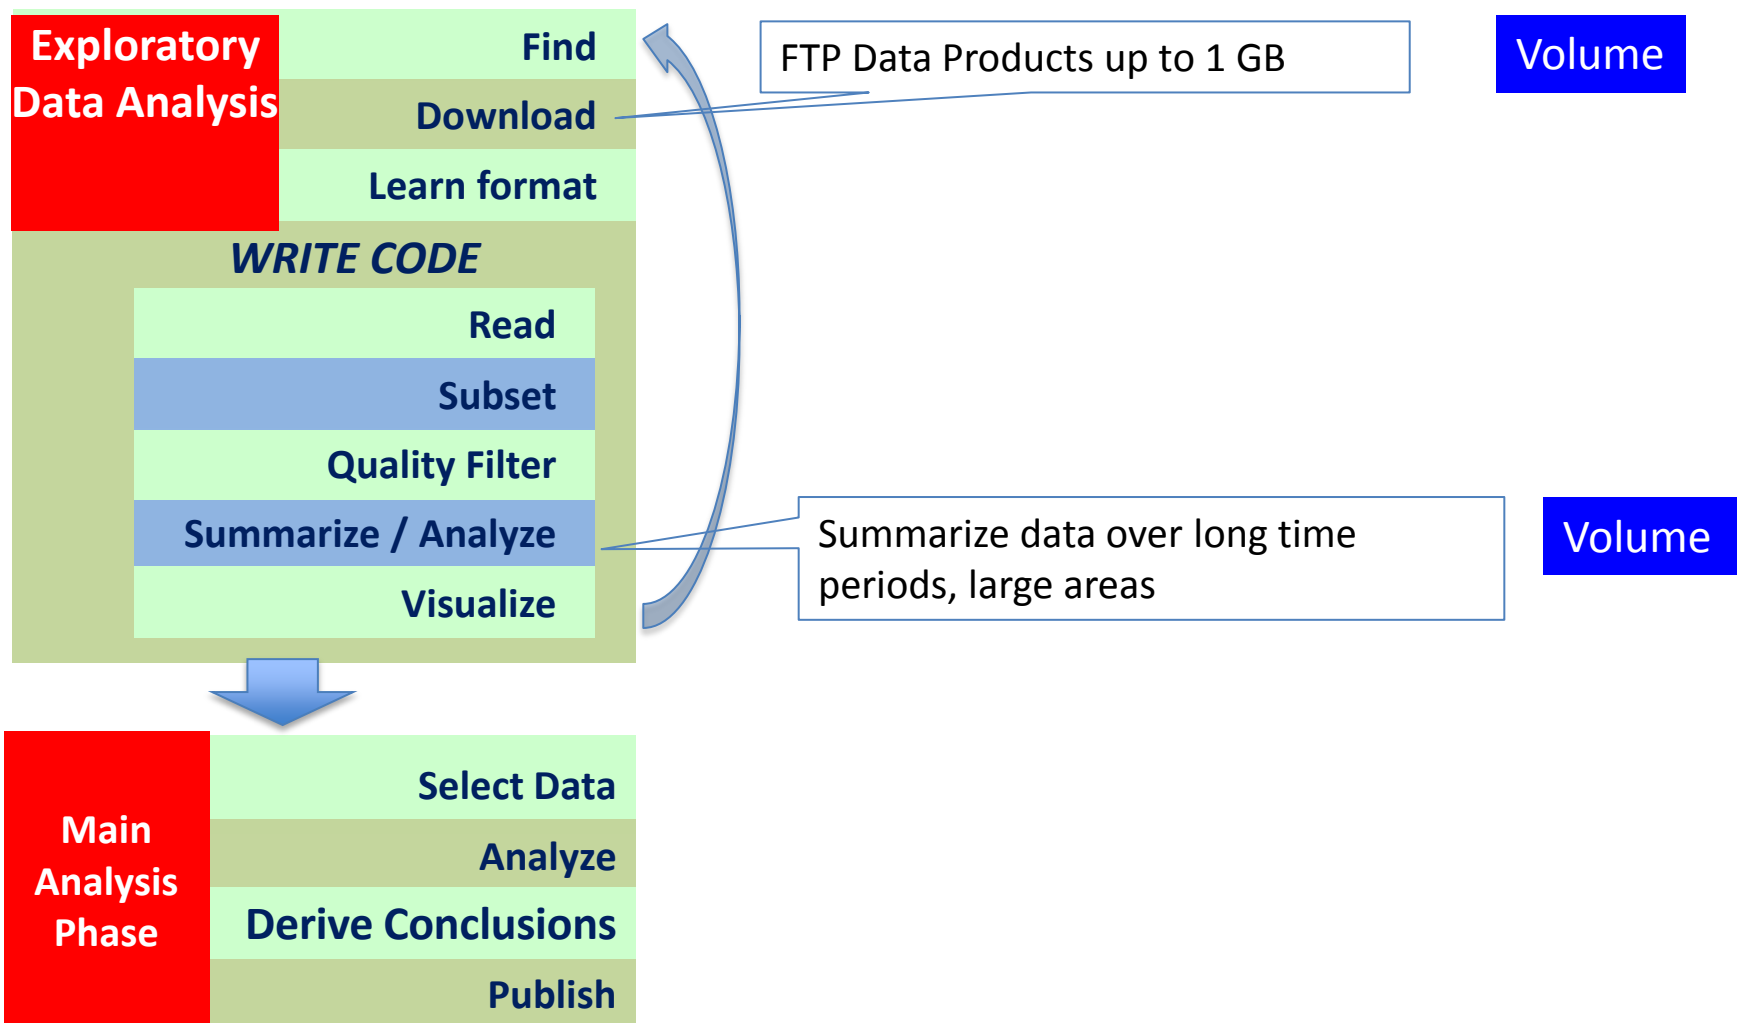 Exploratory
Data Analysis
Find
Download
Learn format
WRITE CODE
Read
Subset
Quality Filter
Summarize / Analyze
Visualize
FTP Data Products up to 1 GB
Volume
Summarize data over long time
periods, large areas
Volume
Main
Analysis
Phase
Select Data
Analyze
Derive Conclusions
Publish